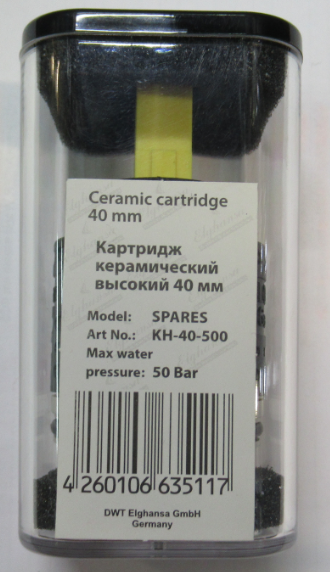 Ceramic cartridge
40 mm
Картридж
керамический
высокий 40 мм
Model: SPARES
Art No.: KH-40-500
Max water
pressure: 50 Bar
4 260106 635117
DWT Elghansa GmbH
Germany